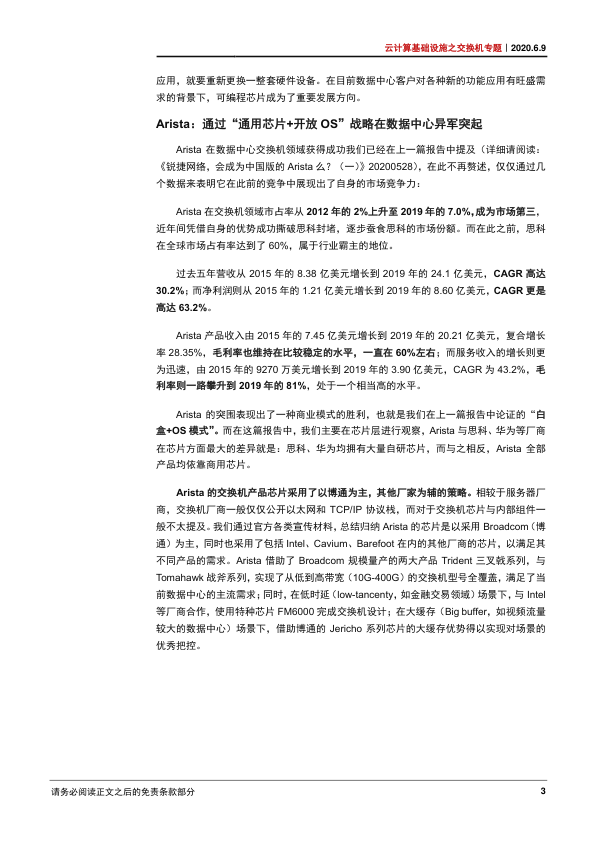 云计算基础设施之交换机专题｜2020.6.9
应用，就要重新更换一整套硬件设备。在目前数据中心客户对各种新的功能应用有旺盛需
求的背景下，可编程芯片成为了重要发展方向。
Arista：通过“通用芯片+开放 OS”战略在数据中心异军突起
Arista 在数据中心交换机领域获得成功我们已经在上一篇报告中提及（详细请阅读：
《锐捷网络，会成为中国版的 Arista 么？（一）》20200528），在此不再赘述，仅仅通过几
个数据来表明它在此前的竞争中展现出了自身的市场竞争力：
Arista 在交换机领域市占率从 2012 年的 2%上升至 2019 年的 7.0%，成为市场第三，
近年间凭借自身的优势成功撕破思科封堵，逐步蚕食思科的市场份额。而在此之前，思科
在全球市场占有率达到了 60%，属于行业霸主的地位。
过去五年营收从 2015 年的 8.38 亿美元增长到 2019 年的 24.1 亿美元，CAGR 高达
30.2%；而净利润则从 2015 年的 1.21 亿美元增长到 2019 年的 8.60 亿美元，CAGR 更是
高达 63.2%。
Arista 产品收入由 2015 年的 7.45 亿美元增长到 2019 年的 20.21 亿美元，复合增长
率 28.35%，毛利率也维持在比较稳定的水平，一直在 60%左右；而服务收入的增长则更
为迅速，由 2015 年的 9270 万美元增长到 2019 年的 3.90 亿美元，CAGR 为 43.2%，毛
利率则一路攀升到 2019 年的 81%，处于一个相当高的水平。
Arista 的突围表现出了一种商业模式的胜利，也就是我们在上一篇报告中论证的“白
盒+OS 模式”。而在这篇报告中，我们主要在芯片层进行观察，Arista 与思科、华为等厂商
在芯片方面最大的差异就是：思科、华为均拥有大量自研芯片，而与之相反，Arista 全部
产品均依靠商用芯片。
Arista 的交换机产品芯片采用了以博通为主，其他厂家为辅的策略。相较于服务器厂
商，交换机厂商一般仅仅公开以太网和 TCP/IP 协议栈，而对于交换机芯片与内部组件一
般不太提及。我们通过官方各类宣传材料，总结归纳 Arista 的芯片是以采用 Broadcom（博
通）为主，同时也采用了包括 Intel、Cavium、Barefoot 在内的其他厂商的芯片，以满足其
不同产品的需求。Arista 借助了 Broadcom 规模量产的两大产品 Trident 三叉戟系列，与
Tomahawk 战斧系列，实现了从低到高带宽（10G-400G）的交换机型号全覆盖，满足了当
前数据中心的主流需求；同时，在低时延（low-tancenty，如金融交易领域）场景下，与 Intel
等厂商合作，使用特种芯片 FM6000 完成交换机设计；在大缓存（Big buffer，如视频流量
较大的数据中心）场景下，借助博通的 Jericho 系列芯片的大缓存优势得以实现对场景的
优秀把控。
请务必阅读正文之后的免责条款部分
3